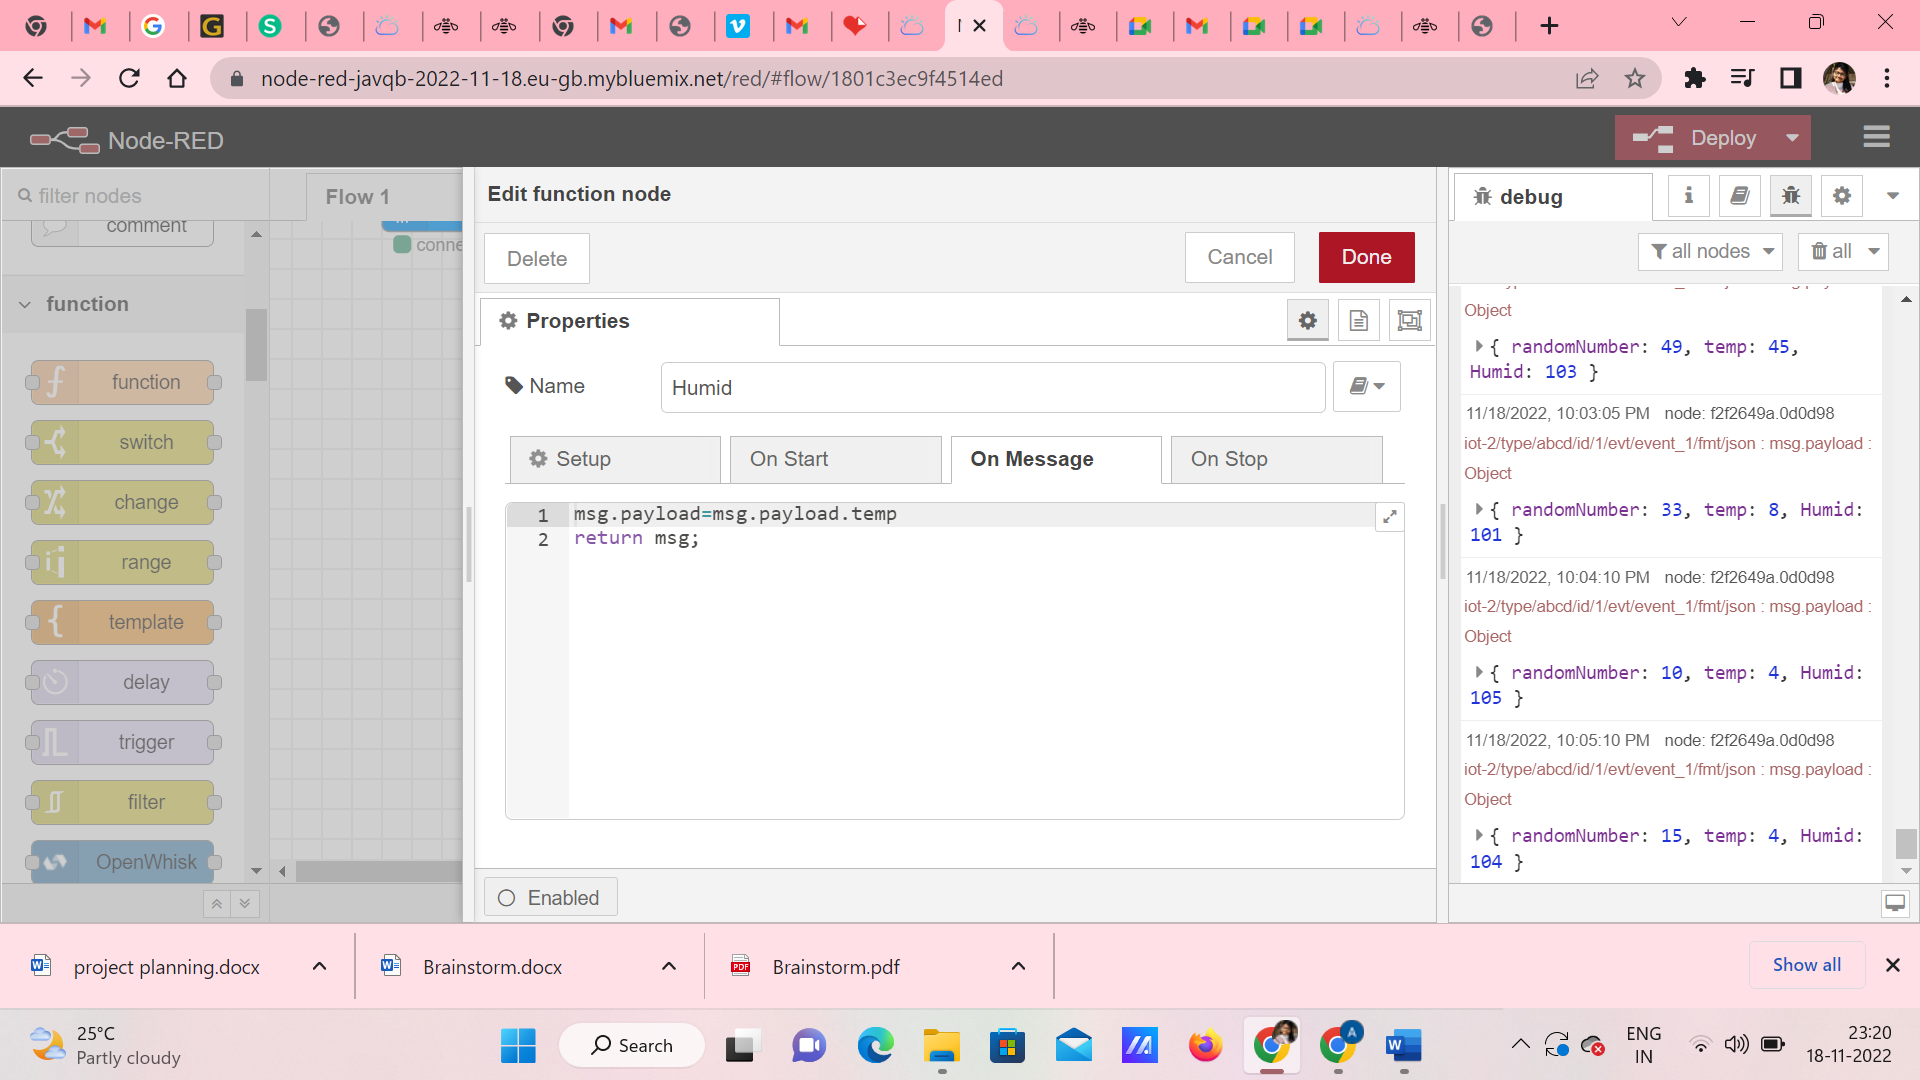 node-red-javqb-2022-11-18.eu-gb.mybluemix.net/red/#flow/1801c3ec9f4514ed
Node-RED
Deploy
filter nodes
comment
function
function
switch
change
range
template
delay
trigger
filter
OpenWhisk
Flow 1
conne
Edit function node
Delete
Cancel
Done
Properties
Name
Humid
Setup
On Start
On Message
On Stop
1 msg.payload=msg.payload.temp
2 return msg;
Enabled
debug
all nodes
all
Object
{ randomNumber: 49, temp: 45,
Humid: 103 }
11/18/2022, 10:03:05 PM node: f2f2649a.0d0d98
iot-2/type/abcd/id/1/evt/event_1/fmt/json : msg.payload :
Object
{ randomNumber: 33, temp: 8, Humid:
101 }
11/18/2022, 10:04:10 PM node: f2f2649a.0d0d98
iot-2/type/abcd/id/1/evt/event_1/fmt/json : msg.payload :
Object
{ randomNumber: 10, temp: 4, Humid:
105 }
11/18/2022, 10:05:10 PM node: f2f2649a.0d0d98
iot-2/type/abcd/id/1/evt/event_1/fmt/json : msg.payload :
Object
{ randomNumber: 15, temp: 4, Humid:
104 }
project planning.docx
Brainstorm.docx
PDF
Brainstorm.pdf
Show all
25°C
Partly cloudy
Search
A
ENG
IN
23:20
18-11-2022